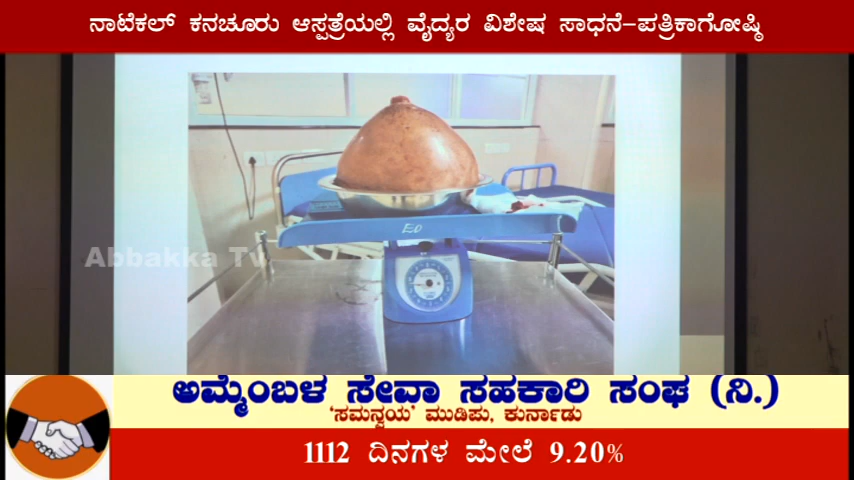 ನಾಟೆಕಲ್ ಕನಚೂರು ಆಸ್ಪತ್ರೆಯಲ್ಲಿ ವೈದ್ಯರ ವಿಶೇಷ ಸಾಧನೆ-ಪತ್ರಿಕಾಗೋಷ್ಠಿ
EO
Abbakka Tv
ಅಮ್ಮೆಂಬಳ ಸೇವಾ ಸಹಕಾರಿ ಸಂಘ (ನಿ.)
'ಸಮನ್ವಯ' ಮುಡಿಪು, ಕುರ್ನಾಡು
1112 ದಿನಗಳ ಮೇಲೆ 9.20%